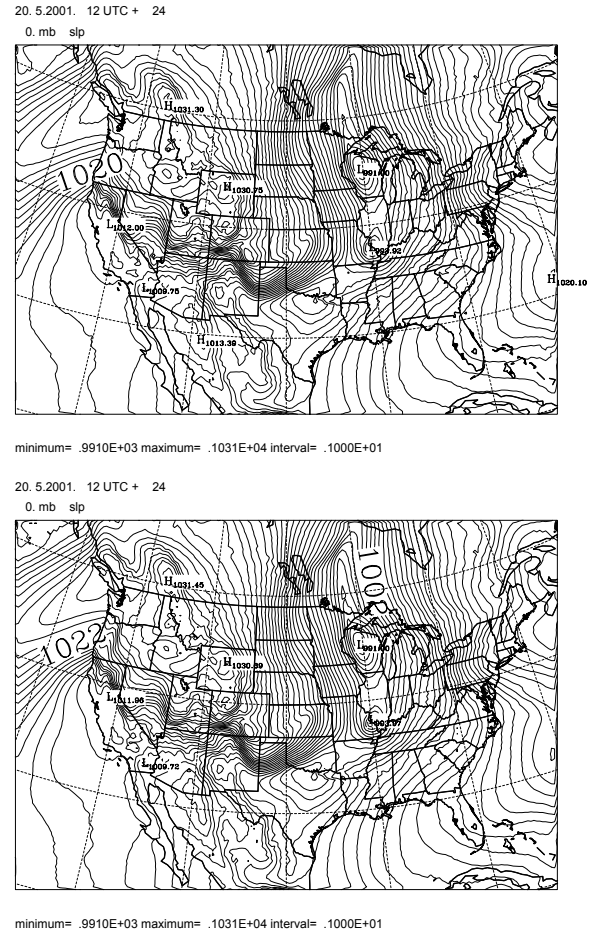 20. 5.2001. 12 UTC + 24
0. mb slp
H1031.30
1020
H1030.75
L991.00
L1012.00
L1009.75
H1020.10
H1013.39
minimum= .9910E+03 maximum= .1031E+04 interval= .1000E+01
20. 5.2001. 12 UTC + 24
0. mb slp
100
H1031.45
1022
L991.00
H1030.69
L1011.95
L1009.72
minimum= .9910E+03 maximum= .1031E+04 interval= .1000E+01